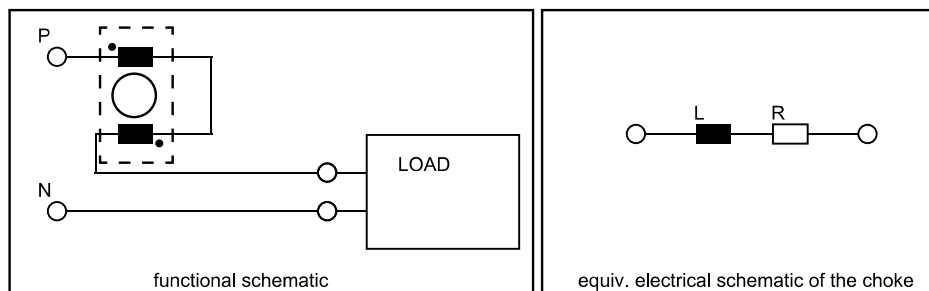 P
N
LOAD
functional schematic
L
R
equiv. electrical schematic of the choke